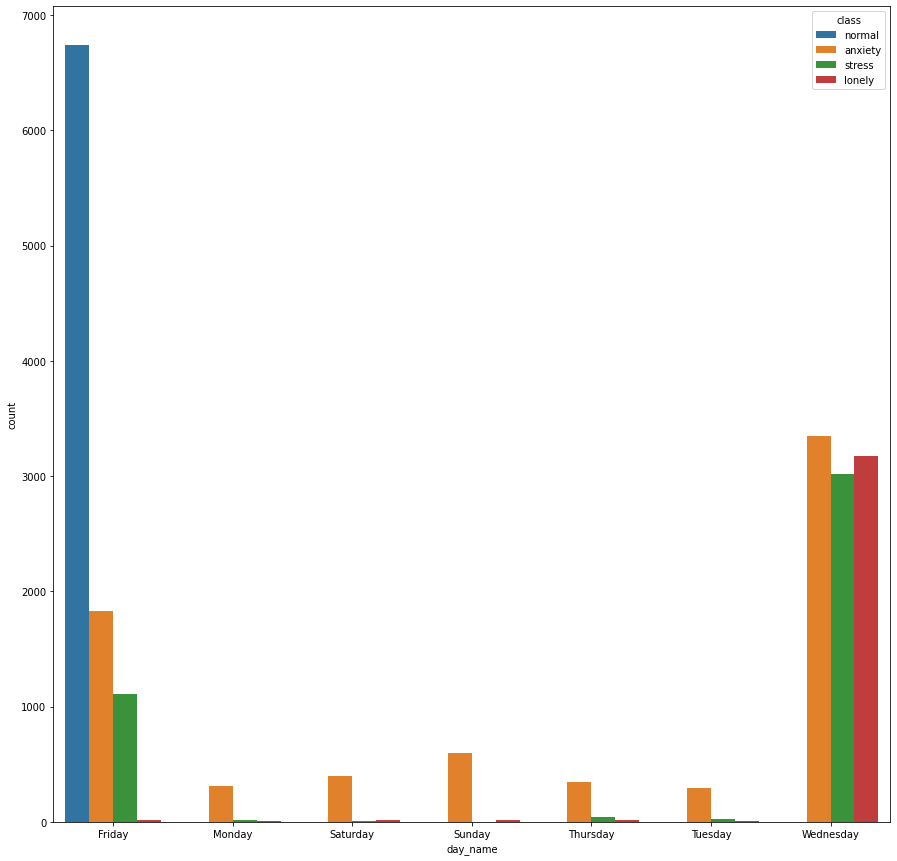 class
normal
anxiety
stress
lonely
7000
6000
5000
4000
3000
2000
1000
0
count
Friday Monday Saturday Sunday Thursday Tuesday Wednesday
day_name